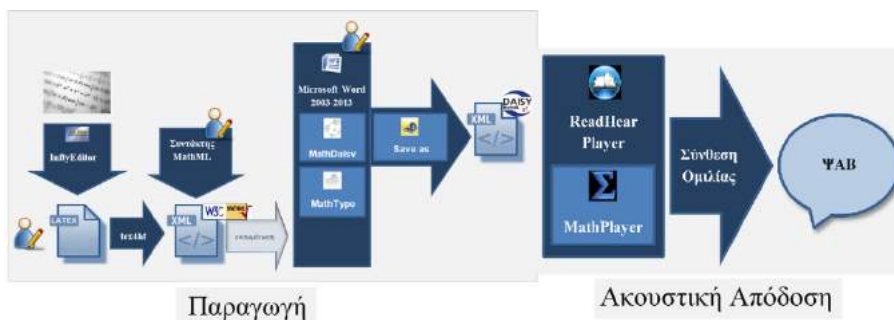 Microsoft Word
2003-2013
InftyEditor
Συντάκτης
MathML
MathDaisy
MathType
Save as
XML
DAISY
LATEX
tex4ht
XML
W3C
ReadHear
Player
MathPlayer
Σύνθεση
Ομιλίας
ΨΑΒ
Παραγωγή
Ακουστική Απόδοση